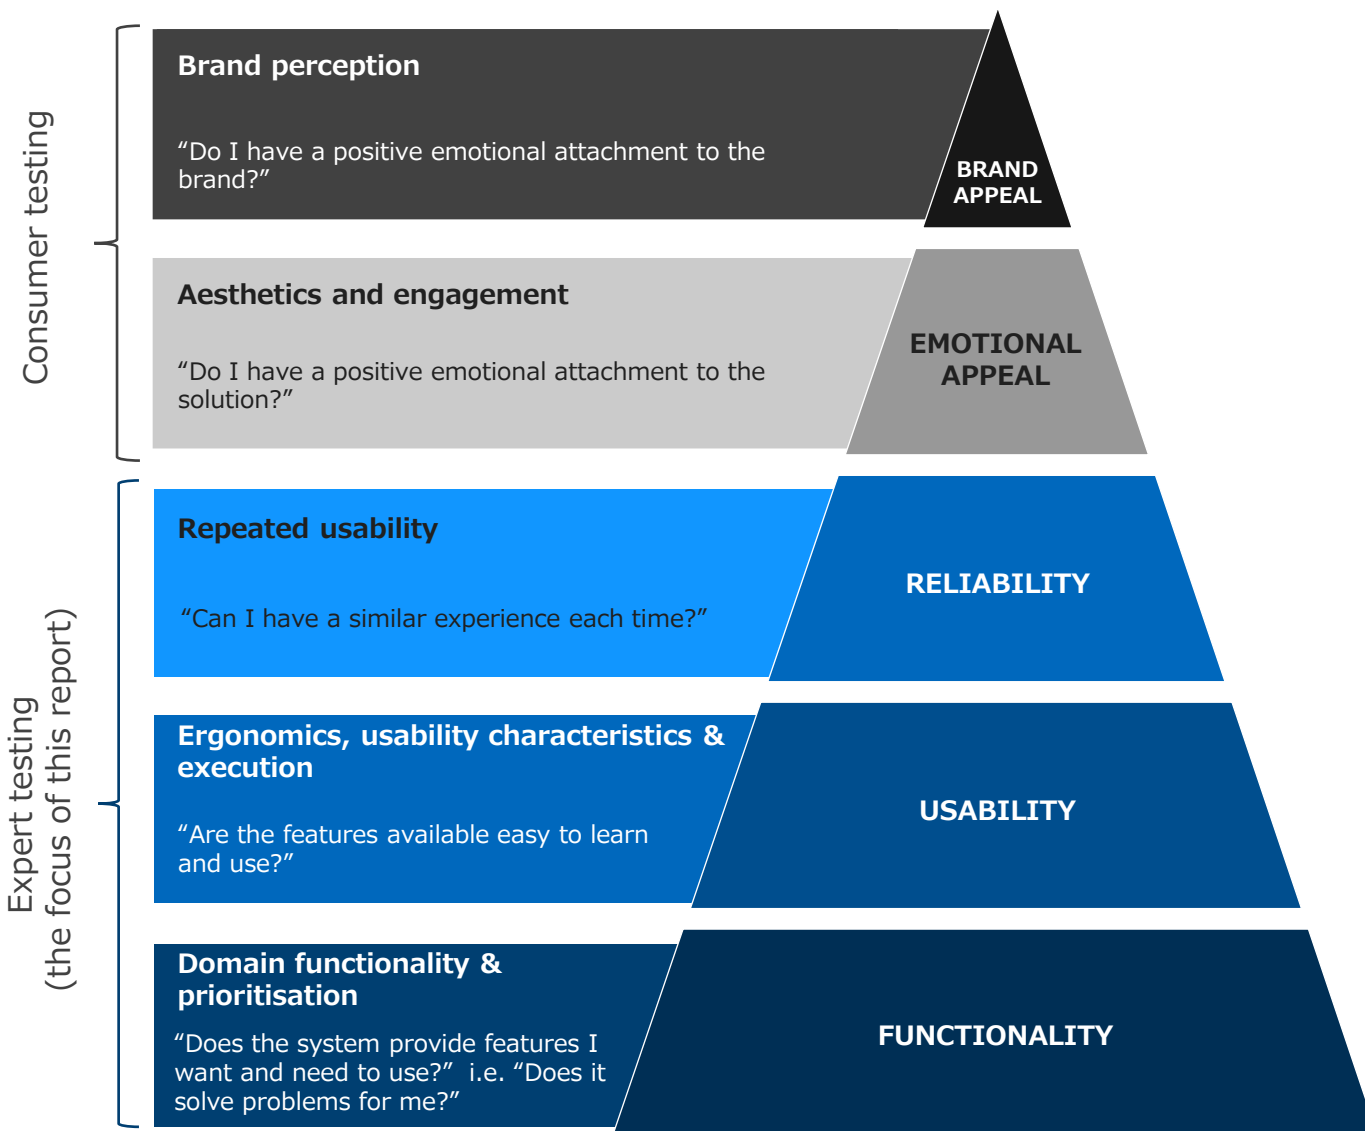 Consumer testing
Brand perception
“Do I have a positive emotional attachment to the
brand?”
BRAND
APPEAL
Aesthetics and engagement
“Do I have a positive emotional attachment to the
solution?”
EMOTIONAL
APPEAL
Expert testing
(the focus of this report)
Repeated usability
“Can I have a similar experience each time?”
RELIABILITY
Ergonomics, usability characteristics &
execution
“Are the features available easy to learn
and use?”
USABILITY
Domain functionality &
prioritisation
“Does the system provide features I
want and need to use?”  i.e. “Does it
solve problems for me?”
FUNCTIONALITY